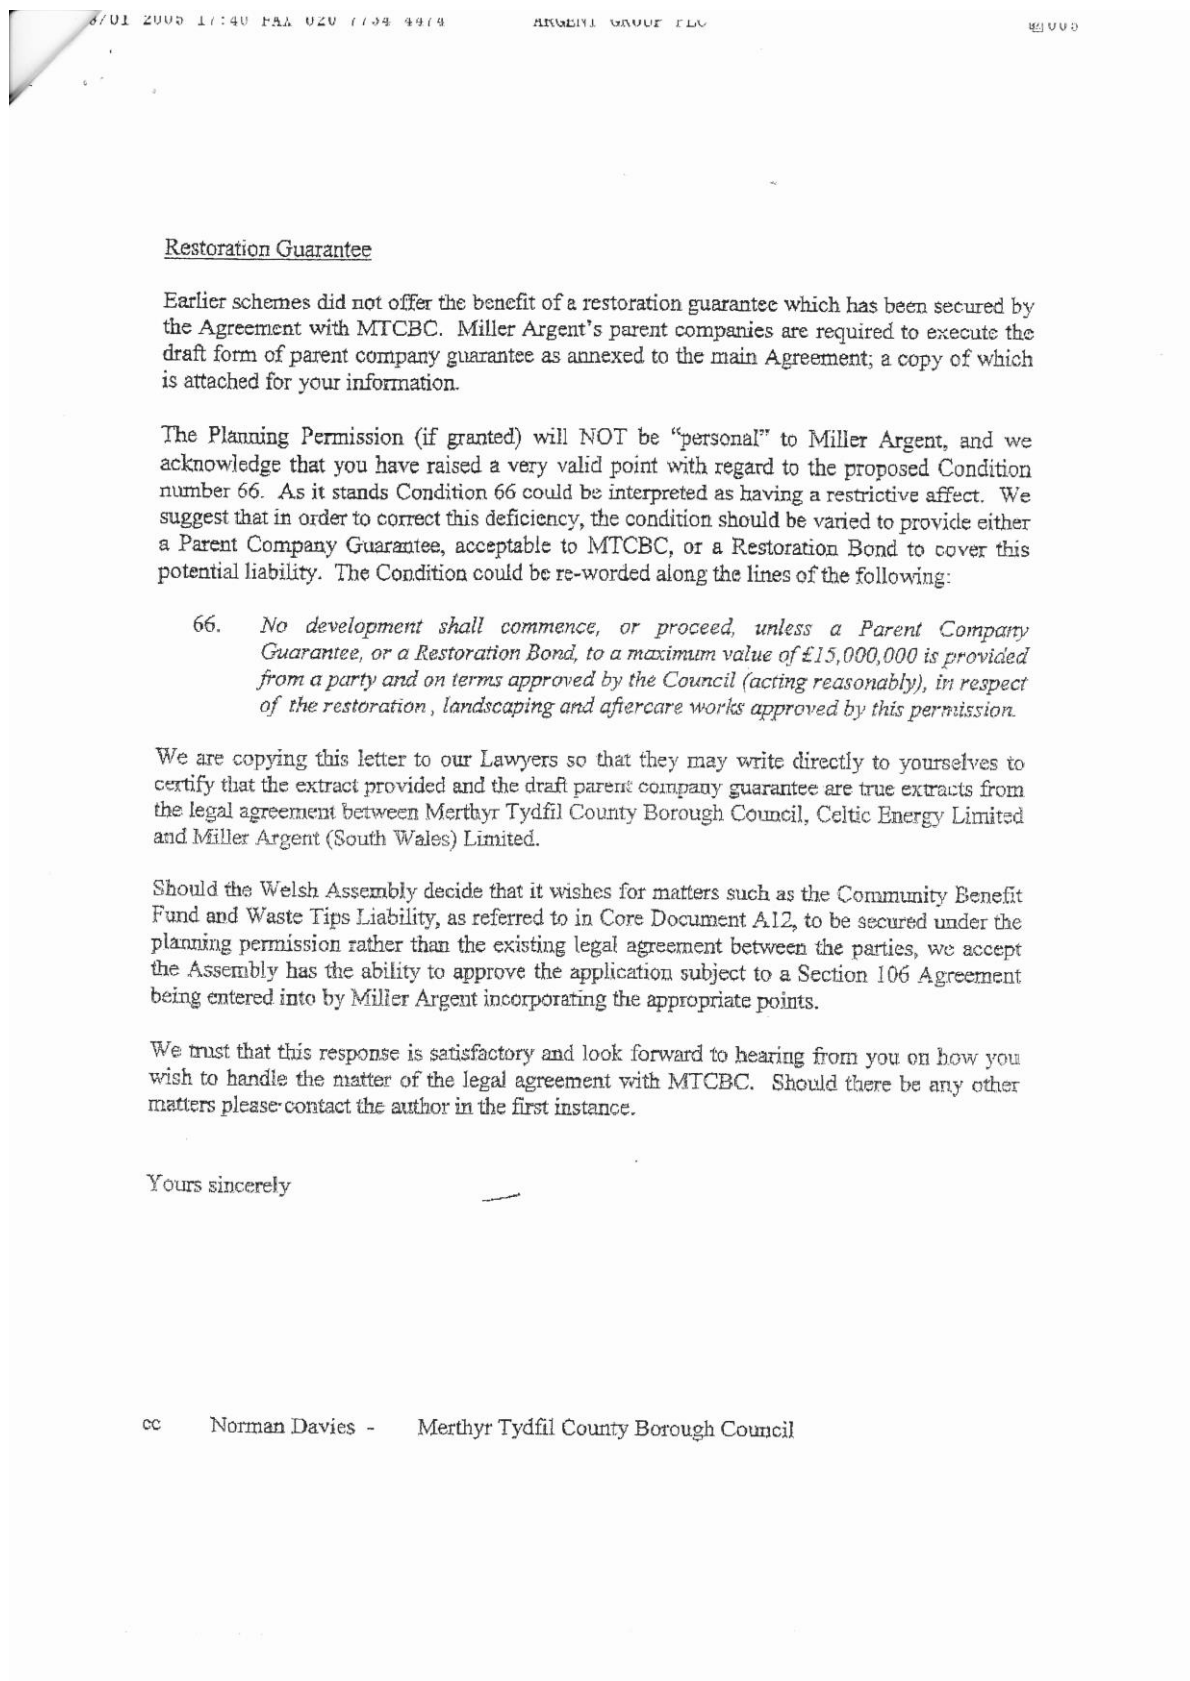 /01 2005 17:40 FAX 020 7734 4474 ARGENT GROUP PLC 005
Restoration Guarantee
Earlier schemes did not offer the benefit of a restoration guarantee which has been secured by
the Agreement with MTCBC. Miller Argent's parent companies are required to execute the
draft form of parent company guarantee as annexed to the main Agreement; a copy of which
is attached for your information.
The Planning Permission (if granted) will NOT be "personal" to Miller Argent, and we
acknowledge that you have raised a very valid point with regard to the proposed Condition
number 66. As it stands Condition 66 could be interpreted as having a restrictive affect. We
suggest that in order to correct this deficiency, the condition should be varied to provide either
a Parent Company Guarantee, acceptable to MTCBC, or a Restoration Bond to cover this
potential liability. The Condition could be re-worded along the lines of the following:
66. No development shall commence, or proceed, unless a Parent Company
Guarantee, or a Restoration Bond, to a maximum value of £15,000,000 is provided
from a party and on terms approved by the Council (acting reasonably), in respect
of the restoration, landscaping and aftercare works approved by this permission.
We are copying this letter to our Lawyers so that they may write directly to yourselves to
certify that the extract provided and the draft parent company guarantee are true extracts from
the legal agreement between Merthyr Tydfil County Borough Council, Celtic Energy Limited
and Miller Argent (South Wales) Limited.
Should the Welsh Assembly decide that it wishes for matters such as the Community Benefit
Fund and Waste Tips Liability, as referred to in Core Document A12, to be secured under the
planning permission rather than the existing legal agreement between the parties, we accept
the Assembly has the ability to approve the application subject to a Section 106 Agreement
being entered into by Miller Argent incorporating the appropriate points.
We trust that this response is satisfactory and look forward to hearing from you on how you
wish to handle the matter of the legal agreement with MTCBC. Should there be any other
matters please contact the author in the first instance.
Yours sincerely
cc Norman Davies - Merthyr Tydfil County Borough Council